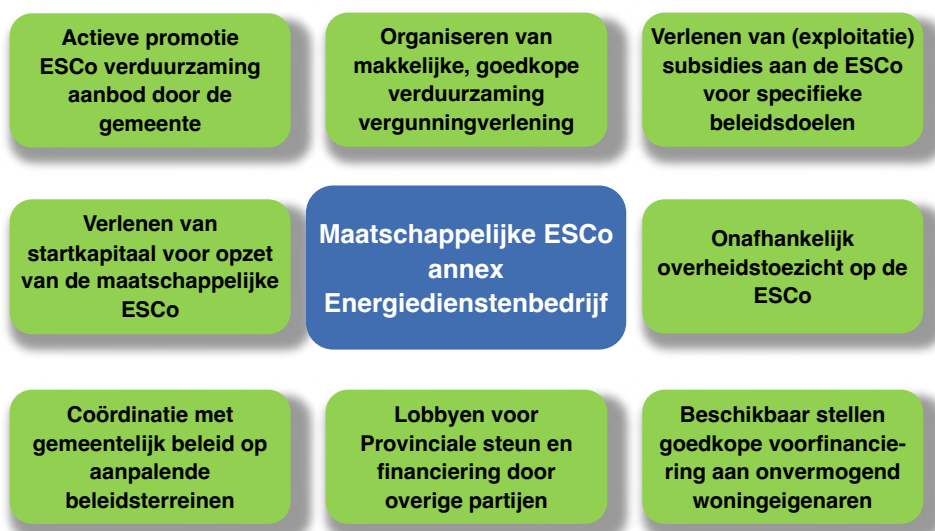 Actieve promotie
ESCo verduurzaming
aanbod door de
gemeente
Organiseren van
makkelijke, goedkope
verduurzaming
vergunningverlening
Verlenen van (exploitatie)
subsidies aan de ESCo
voor specifieke
beleidsdoelen
Verlenen van
startkapitaal voor opzet
van de maatschappelijke
ESCo
Maatschappelijke ESCo
annex
Energiedienstenbedrijf
Onafhankelijk
overheidstoezicht op de
ESCo
Coördinatie met
gemeentelijk beleid op
aanpalende
beleidsterreinen
Lobbyen voor
Provinciale steun en
financiering door
overige partijen
Beschikbaar stellen
goedkope voorfinancie-
ring aan onvermogend
woningeigenaren